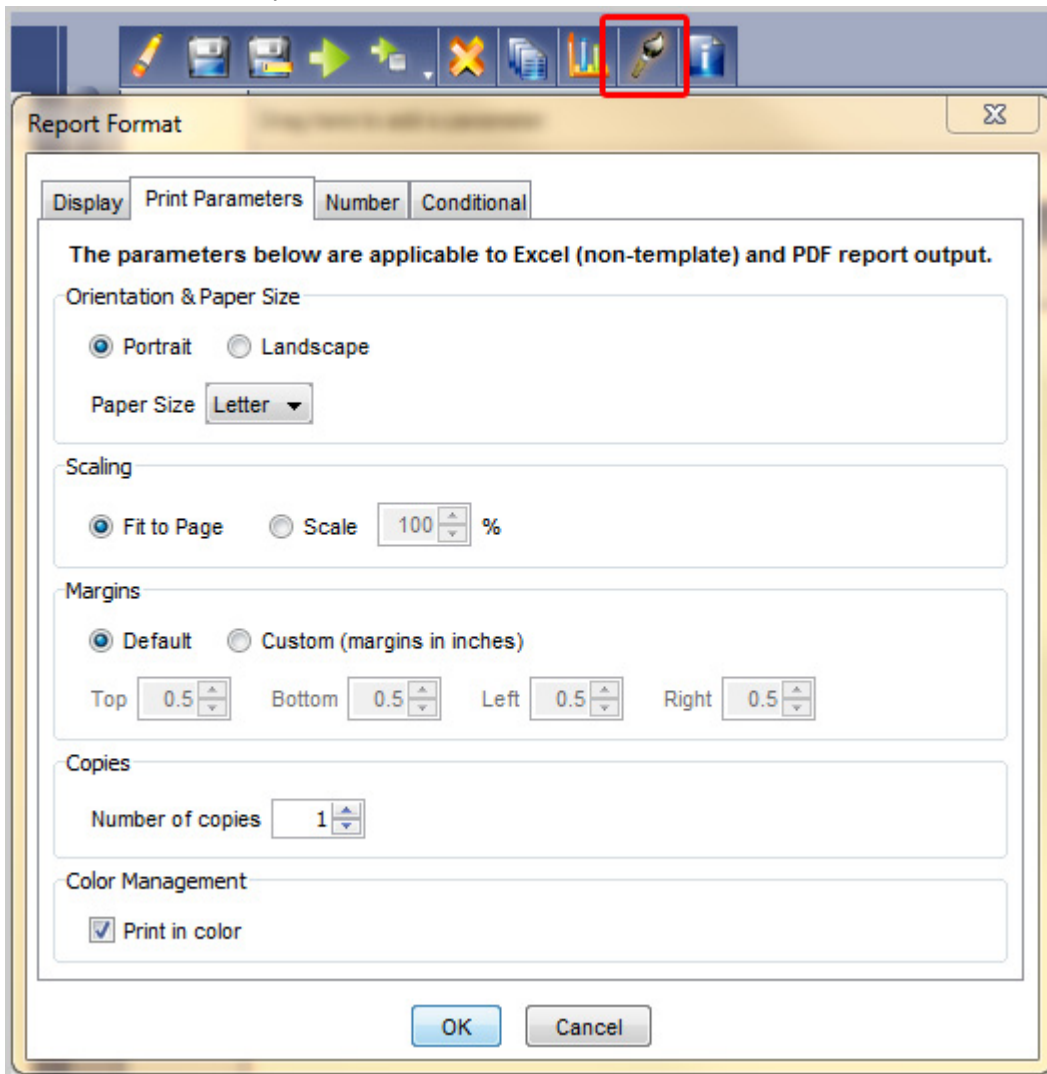 Report Format
Display Print Parameters Number Conditional
The parameters below are applicable to Excel (non-template) and PDF report output.
Orientation & Paper Size
Portrait Landscape
Paper Size Letter
Scaling
Fit to Page Scale 100 %
Margins
Default Custom (margins in inches)
Top 0.5 Bottom 0.5 Left 0.5 Right 0.5
Copies
Number of copies 1
Color Management
Print in color
OK Cancel